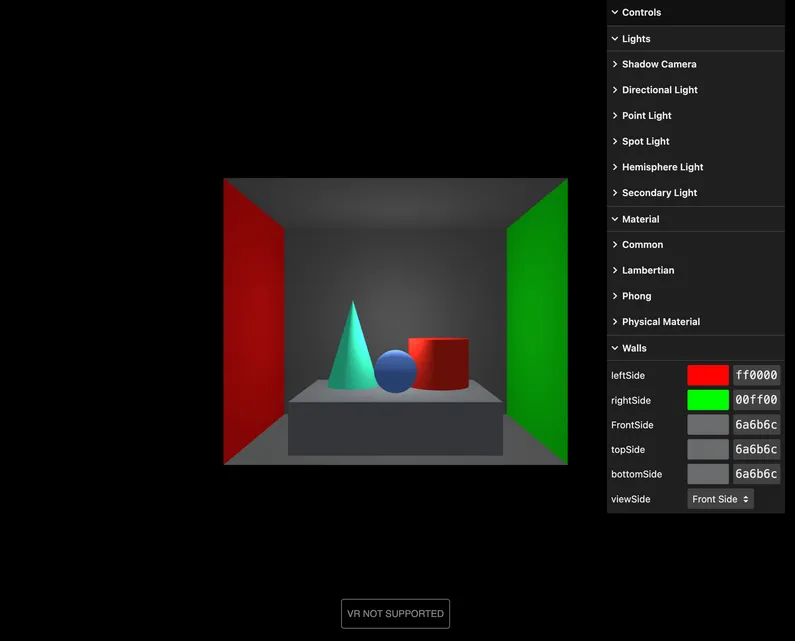 Controls
Lights
Shadow Camera
Directional Light
Point Light
Spot Light
Hemisphere Light
Secondary Light
Material
Common
Lambertian
Phong
Physical Material
Walls
leftSide ff0000
rightSide 00ff00
FrontSide 6a6b6c
topSide 6a6b6c
bottomSide 6a6b6c
viewSide Front Side
VR NOT SUPPORTED